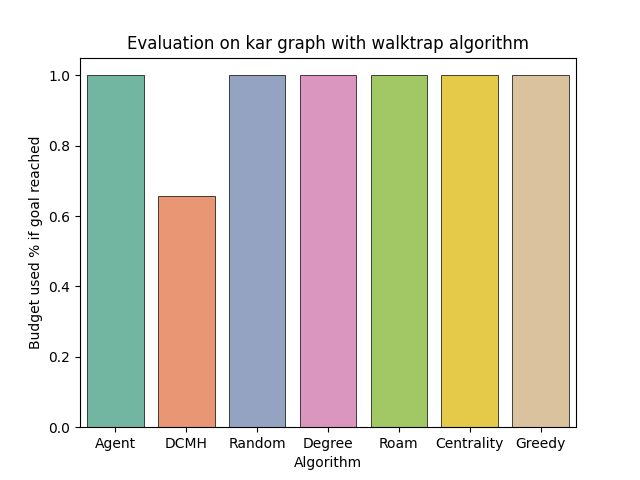 Evaluation on kar graph with walktrap algorithm
Budget used % if goal reached
1.0
0.8
0.6
0.4
0.2
0.0
Agent DCMH Random Degree Roam Centrality Greedy
Algorithm